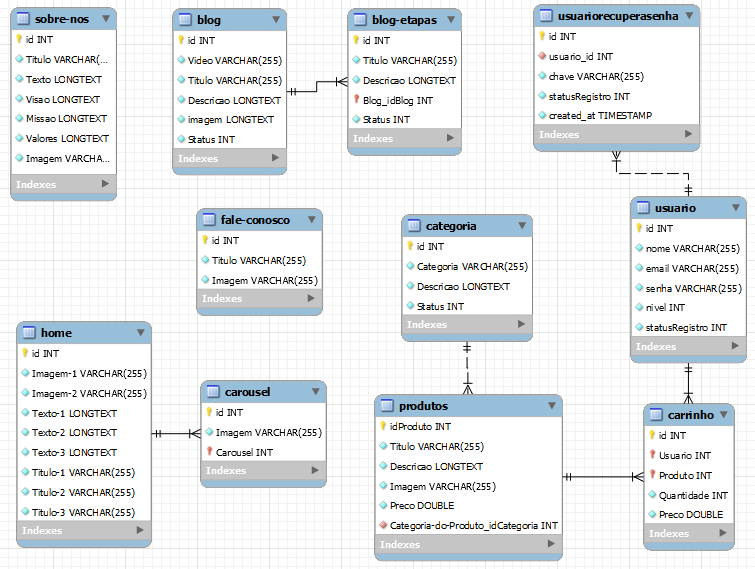 sobre-nos
id INT
Titulo VARCHAR(...
Texto LONGTEXT
Visao LONGTEXT
Missao LONGTEXT
Valores LONGTEXT
Imagem VARCHA...
Indexes
blog
id INT
Video VARCHAR(255)
Titulo VARCHAR(255)
Descricao LONGTEXT
imagem LONGTEXT
Status INT
Indexes
blog-etapas
id INT
Titulo VARCHAR(255)
Descricao LONGTEXT
Blog_idBlog INT
Status INT
Indexes
usuariorecuperasenha
id INT
usuario_id INT
chave VARCHAR(255)
statusRegistro INT
created_at TIMESTAMP
Indexes
fale-conosco
id INT
Titulo VARCHAR(255)
Imagem VARCHAR(255)
Indexes
categoria
id INT
Categoria VARCHAR(255)
Descricao LONGTEXT
Status INT
Indexes
usuario
id INT
nome VARCHAR(255)
email VARCHAR(255)
senha VARCHAR(255)
nivel INT
statusRegistro INT
Indexes
home
id INT
Imagem-1 VARCHAR(255)
Imagem-2 VARCHAR(255)
Texto-1 LONGTEXT
Texto-2 LONGTEXT
Texto-3 LONGTEXT
Titulo-1 VARCHAR(255)
Titulo-2 VARCHAR(255)
Titulo-3 VARCHAR(255)
Indexes
carousel
id INT
Imagem VARCHAR(255)
Carousel INT
Indexes
produtos
idProduto INT
Titulo VARCHAR(255)
Descricao LONGTEXT
Imagem VARCHAR(255)
Preco DOUBLE
Categoria-do-Produto_idCategoria INT
Indexes
carrinho
id INT
Usuario INT
Produto INT
Quantidade INT
Preco DOUBLE
Indexes